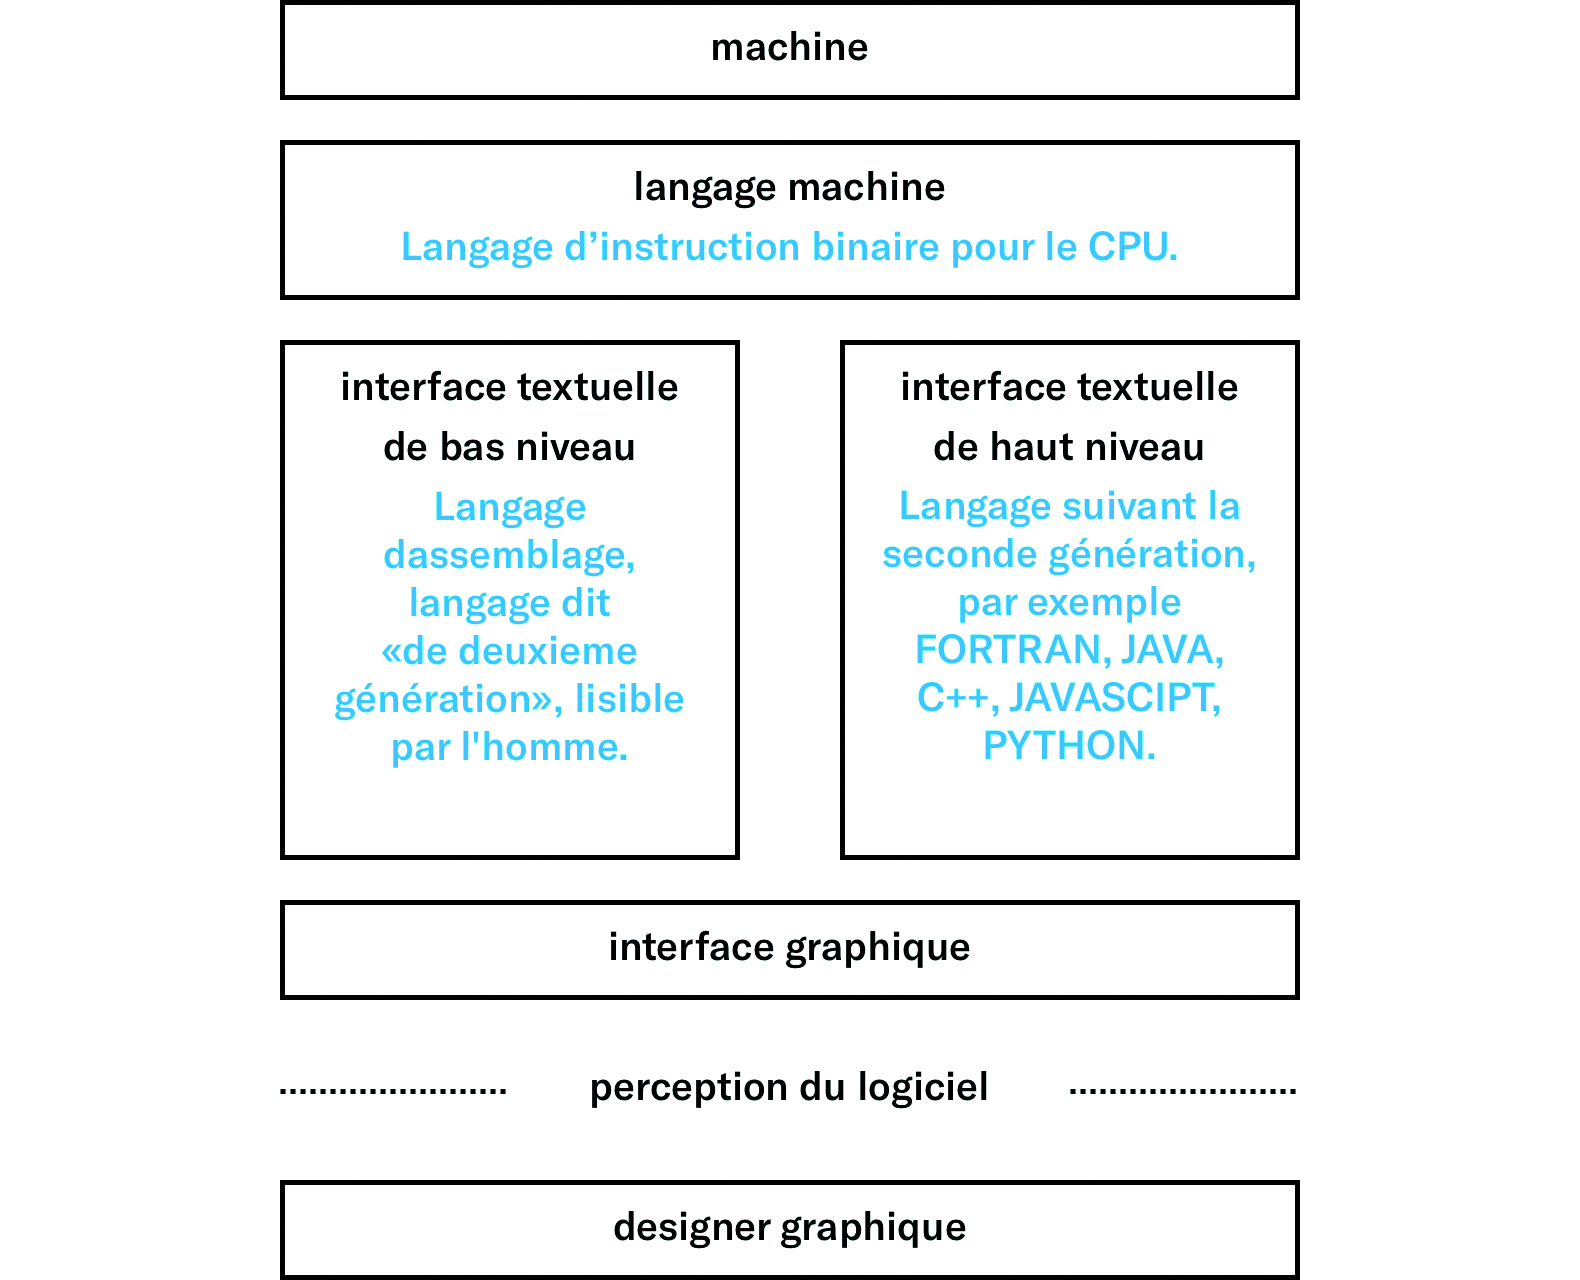 machine
langage machine
Langage d’instruction binaire pour le CPU.
interface textuelle
de bas niveau
Langage
dassemblage,
langage dit
«de deuxieme
génération», lisible
par l'homme.
interface textuelle
de haut niveau
Langage suivant la
seconde génération,
par exemple
FORTRAN, JAVA,
C++, JAVASCIPT,
PYTHON.
interface graphique
perception du logiciel
designer graphique